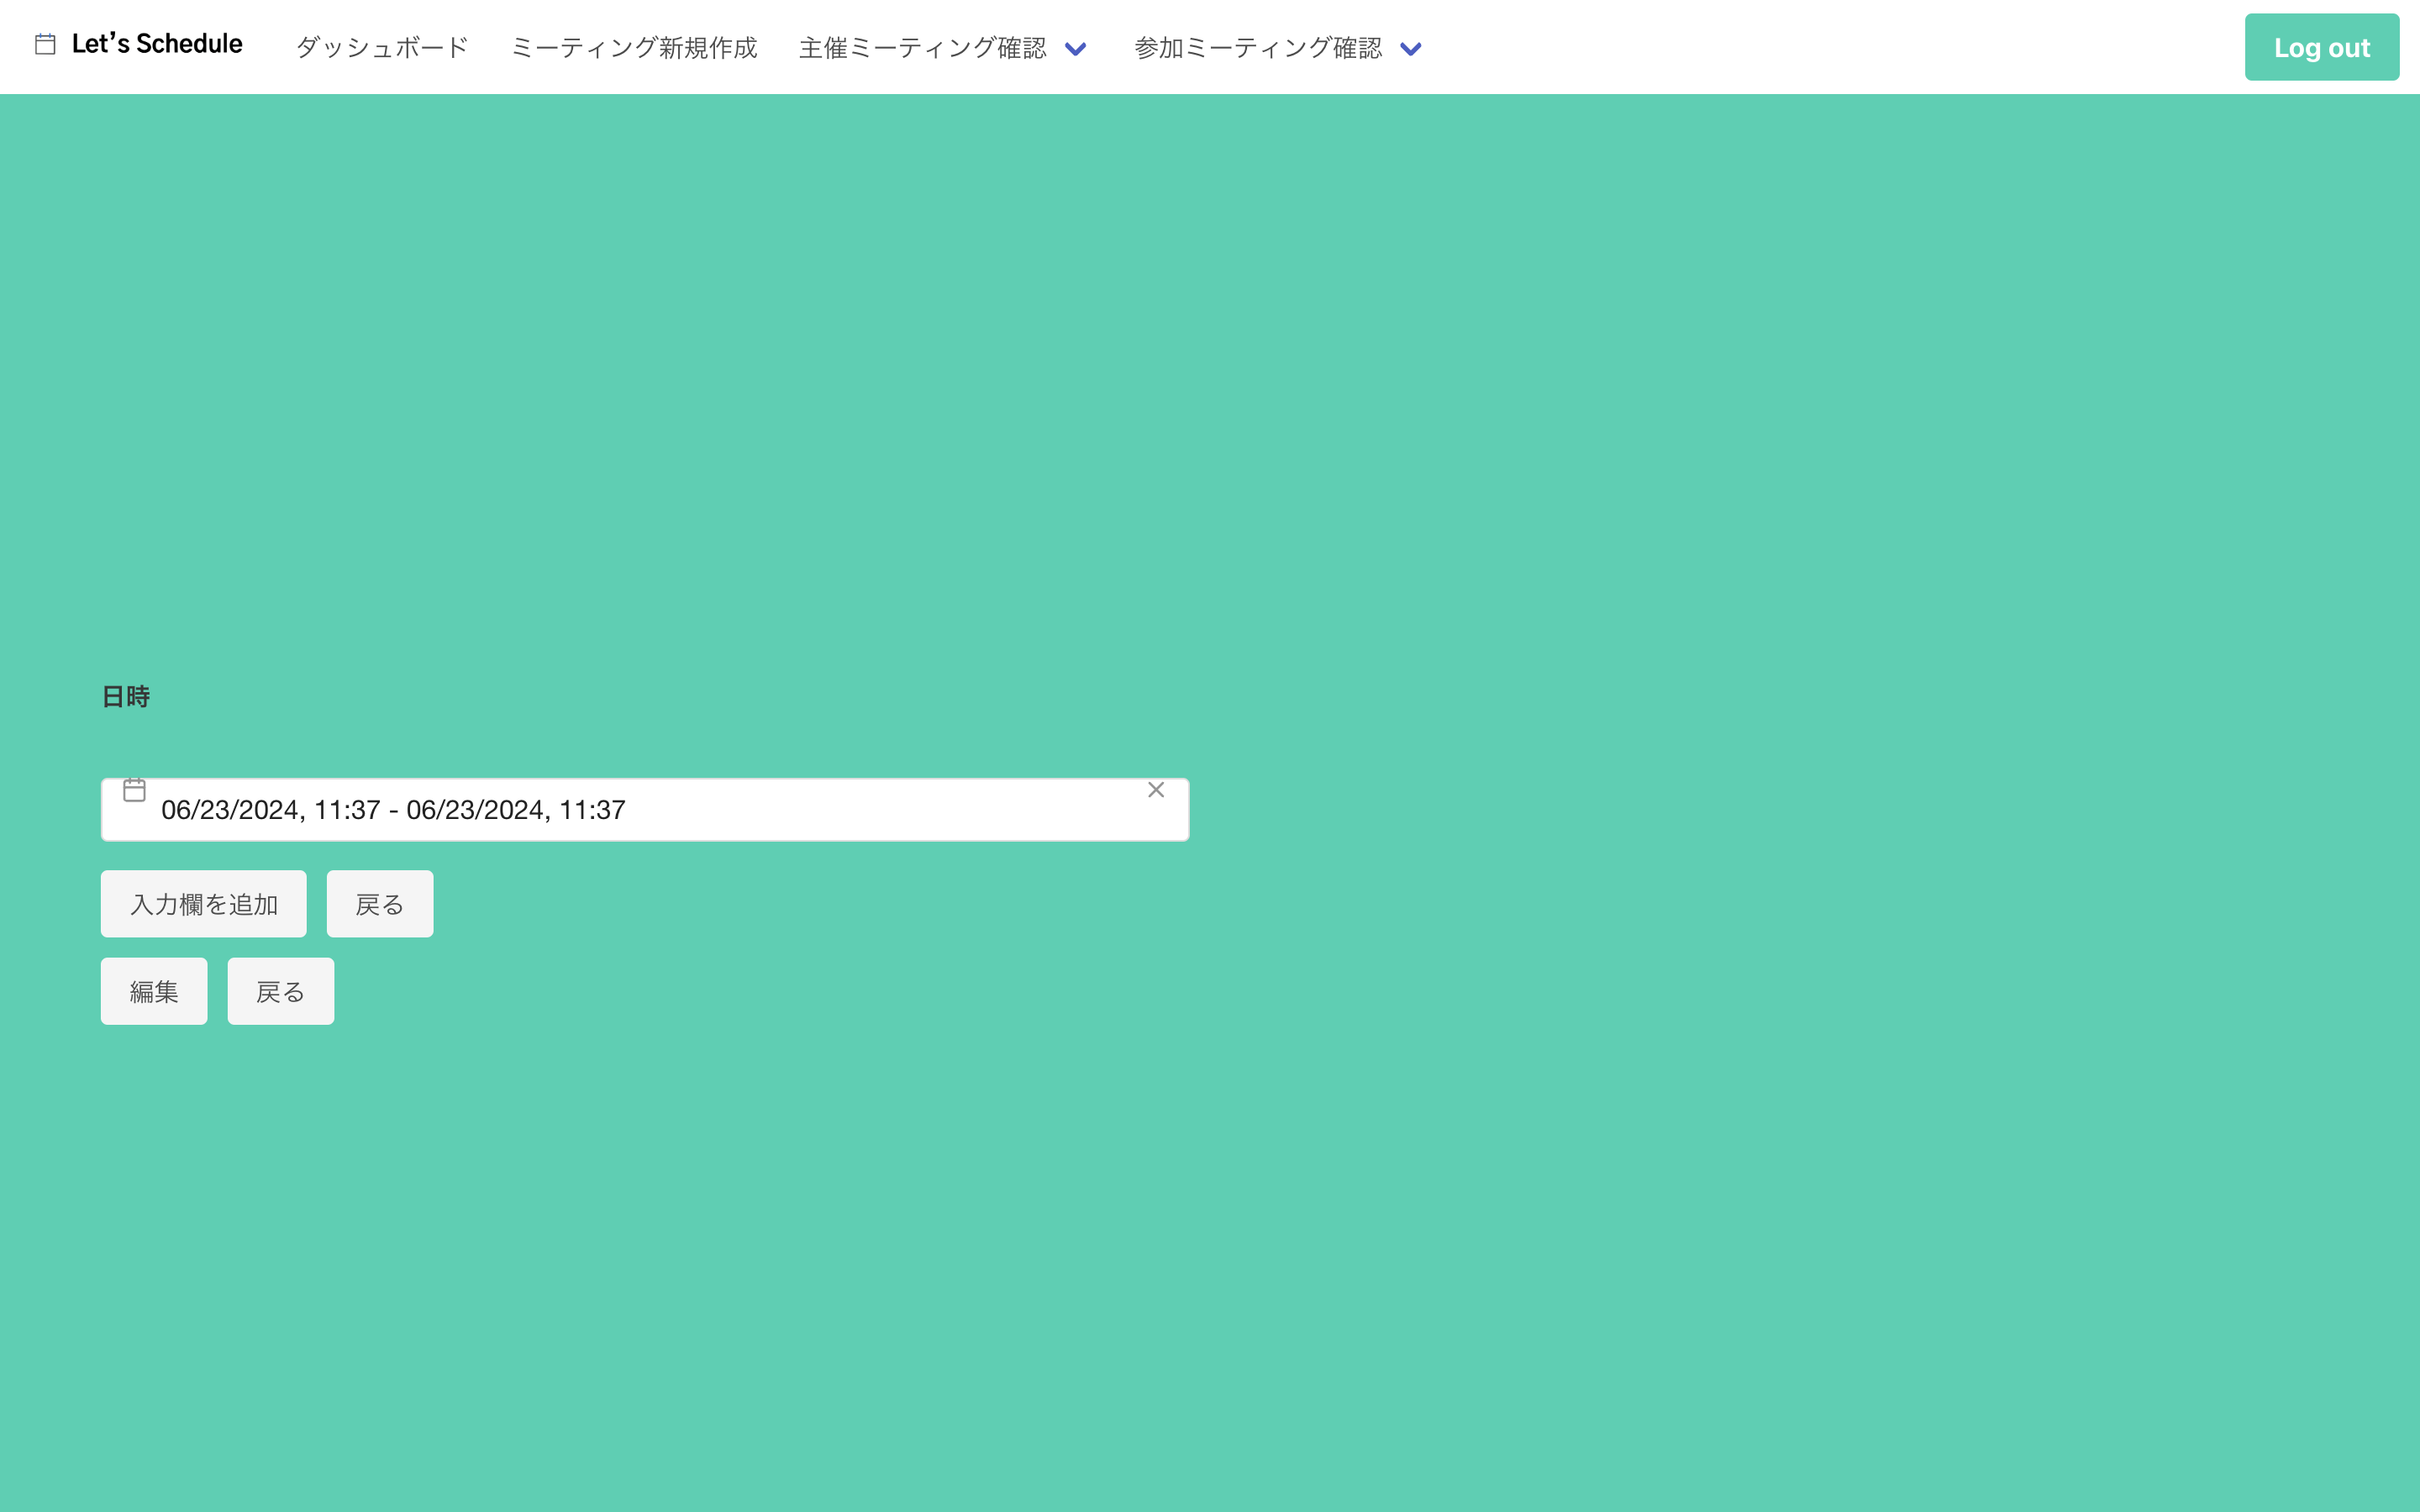 Let's Schedule ダッシュボード ミーティング新規作成 主催ミーティング確認 参加ミーティング確認 Log out
日時
06/23/2024, 11:37 - 06/23/2024, 11:37
入力欄を追加 戻る
編集 戻る